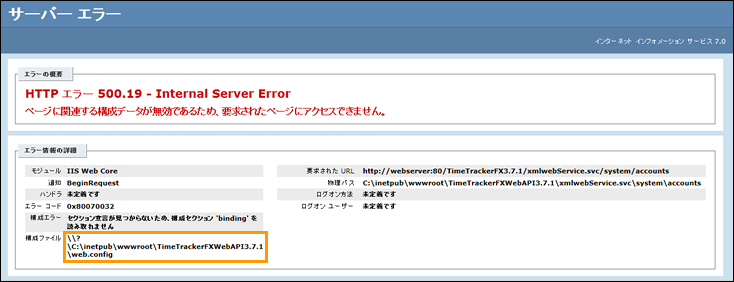 サーバー エラー
インターネット インフォメーション サービス 7.0
エラーの概要
HTTP エラー 500.19 - Internal Server Error
ページに関連する構成データが無効であるため、要求されたページにアクセスできません。
エラー情報の詳細
モジュール IIS Web Core
通知 BeginRequest
ハンドラ 未定義です
エラー コード 0x80070032
構成エラー セクション宣言が見つからないため、構成セクション 'binding' を
読み取れません
構成ファイル \\?
\C:\inetpub\wwwroot\TimeTrackerFXWebAPI3.7.1
\web.config
要求された URL http://webserver:80/TimeTrackerFX3.7.1/xmlwebService.svc/system/accounts
物理パス C:\inetpub\wwwroot\TimeTrackerFXWebAPI3.7.1\xmlwebService.svc\system\accounts
ログオン方法 未定義です
ログオン ユーザー 未定義です